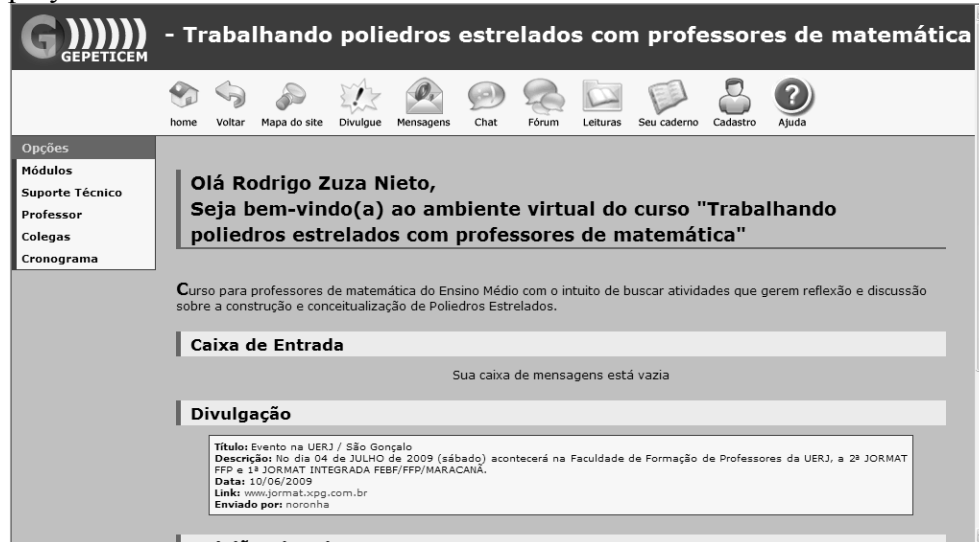 GEPETICEM
- Trabalhando poliedros estrelados com professores de matemática
home Voltar Mapa do site Divulgue Mensagens Chat Fórum Leituras Seu caderno Cadastro Ajuda
Opções
Módulos
Suporte Técnico
Professor
Colegas
Cronograma
Olá Rodrigo Zuza Nieto,
Seja bem-vindo(a) ao ambiente virtual do curso "Trabalhando
poliedros estrelados com professores de matemática"
Curso para professores de matemática do Ensino Médio com o intuito de buscar atividades que gerem reflexão e discussão
sobre a construção e conceitualização de Poliedros Estrelados.
Caixa de Entrada
Sua caixa de mensagens está vazia
Divulgação
Título: Evento na UERJ / São Gonçalo
Descrição: No dia 04 de JULHO de 2009 (sábado) acontecerá na Faculdade de Formação de Professores da UERJ, a 2ª JORMAT
FFP e 1ª JORMAT INTEGRADA FEBF/FFP/MARACANÃ.
Data: 10/06/2009
Link: www.jormat.xpg.com.br
Enviado por: noronha